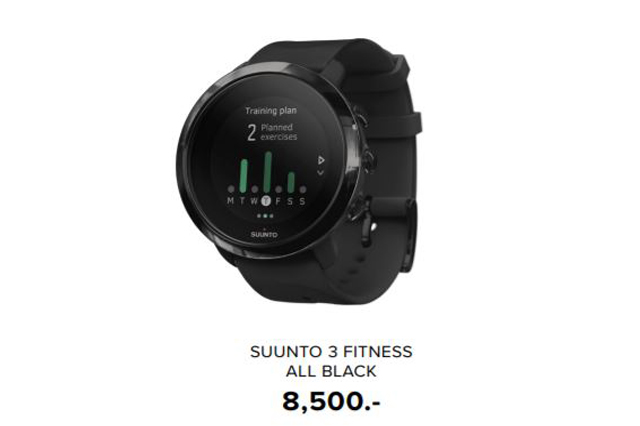 Training plan
2 Planned
exercises
M T W T F S S
SUUNTO
SUUNTO 3 FITNESS
ALL BLACK
8,500.-